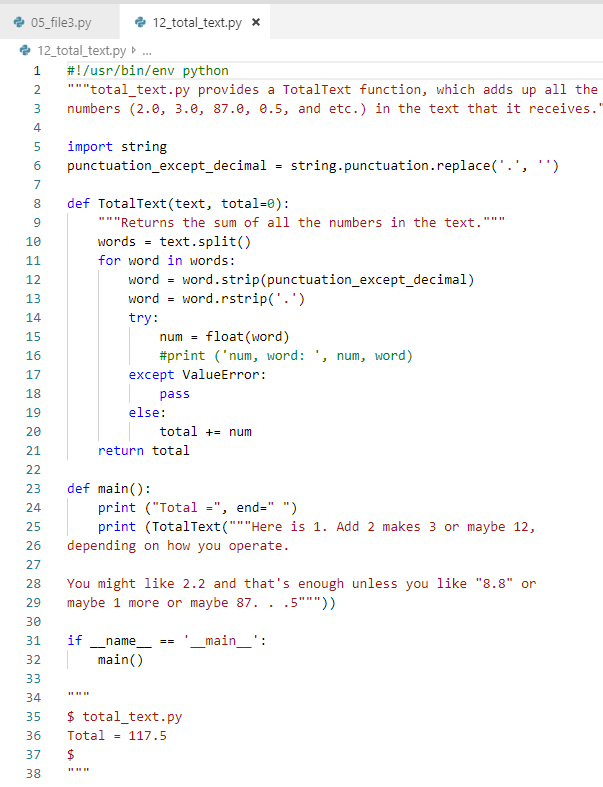 05_file3.py 12_total_text.py ×
12_total_text.py ▸ ...
1 #!/usr/bin/env python
2 """total_text.py provides a TotalText function, which adds up all the
3 numbers (2.0, 3.0, 87.0, 0.5, and etc.) in the text that it receives."
4
5 import string
6 punctuation_except_decimal = string.punctuation.replace('.', '')
7
8 def TotalText(text, total=0):
9     """Returns the sum of all the numbers in the text."""
10     words = text.split()
11     for word in words:
12         word = word.strip(punctuation_except_decimal)
13         word = word.rstrip('.')
14         try:
15             num = float(word)
16             #print ('num, word: ', num, word)
17         except ValueError:
18             pass
19         else:
20             total += num
21     return total
22
23 def main():
24     print ("Total =", end=" ")
25     print (TotalText("""Here is 1. Add 2 makes 3 or maybe 12,
26 depending on how you operate.
27
28 You might like 2.2 and that's enough unless you like "8.8" or
29 maybe 1 more or maybe 87. . .5"""))
30
31 if __name__ == '__main__':
32     main()
33
34 """
35 $ total_text.py
36 Total = 117.5
37 $
38 """